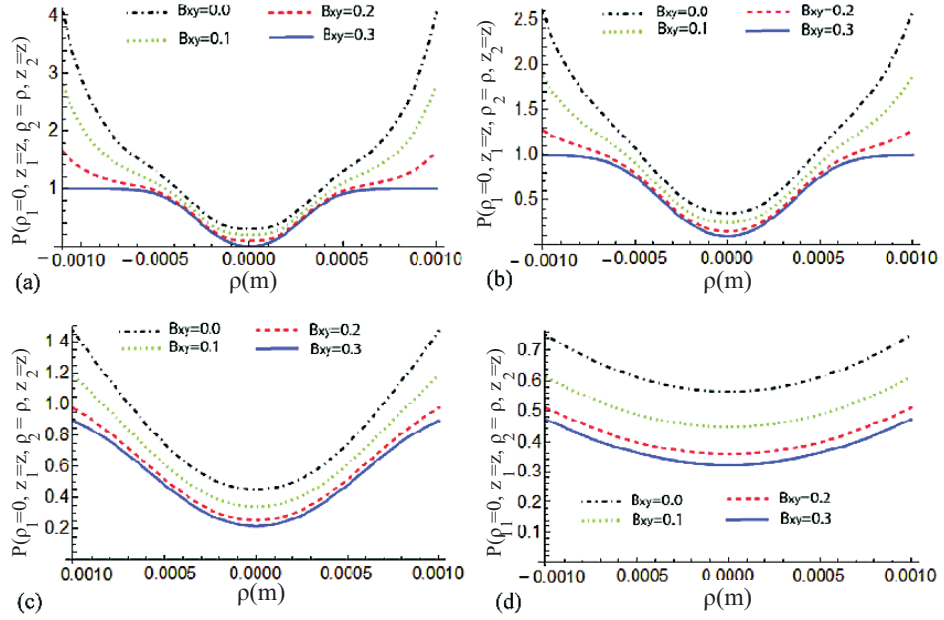 Bxy=0.0 Bxy=0.2
Bxy=0.1 Bxy=0.3
P(ρ1=0, z1=z, ρ2= ρ, z2=z)
4
3
2
1
−0.0010 −0.0005 0.0000 0.0005 0.0010
(a) ρ(m)
Bxy=0.0 Bxy=0.2
Bxy=0.1 Bxy=0.3
P(ρ1=0, z1=z, ρ2= ρ, z2=z)
2.5
2.0
1.5
1.0
0.5
−0.0010 −0.0005 0.0000 0.0005 0.0010
(b) ρ(m)
Bxy=0.0 Bxy=0.2
Bxy=0.1 Bxy=0.3
P(ρ1=0, z1=z, ρ2= ρ, z2=z)
1.4
1.2
1.0
0.8
0.6
0.4
0.2
0.0010 0.0005 0.0000 0.0005 0.0010
(c) ρ(m)
P(ρ1=0, z1=z, ρ2= ρ, z2=z)
0.7
0.6
0.5
0.4
0.3
0.2
0.1
Bxy=0.0 Bxy=0.2
Bxy=0.1 Bxy=0.3
−0.0010 0.0005 0.0000 0.0005 0.0010
(d) ρ(m)